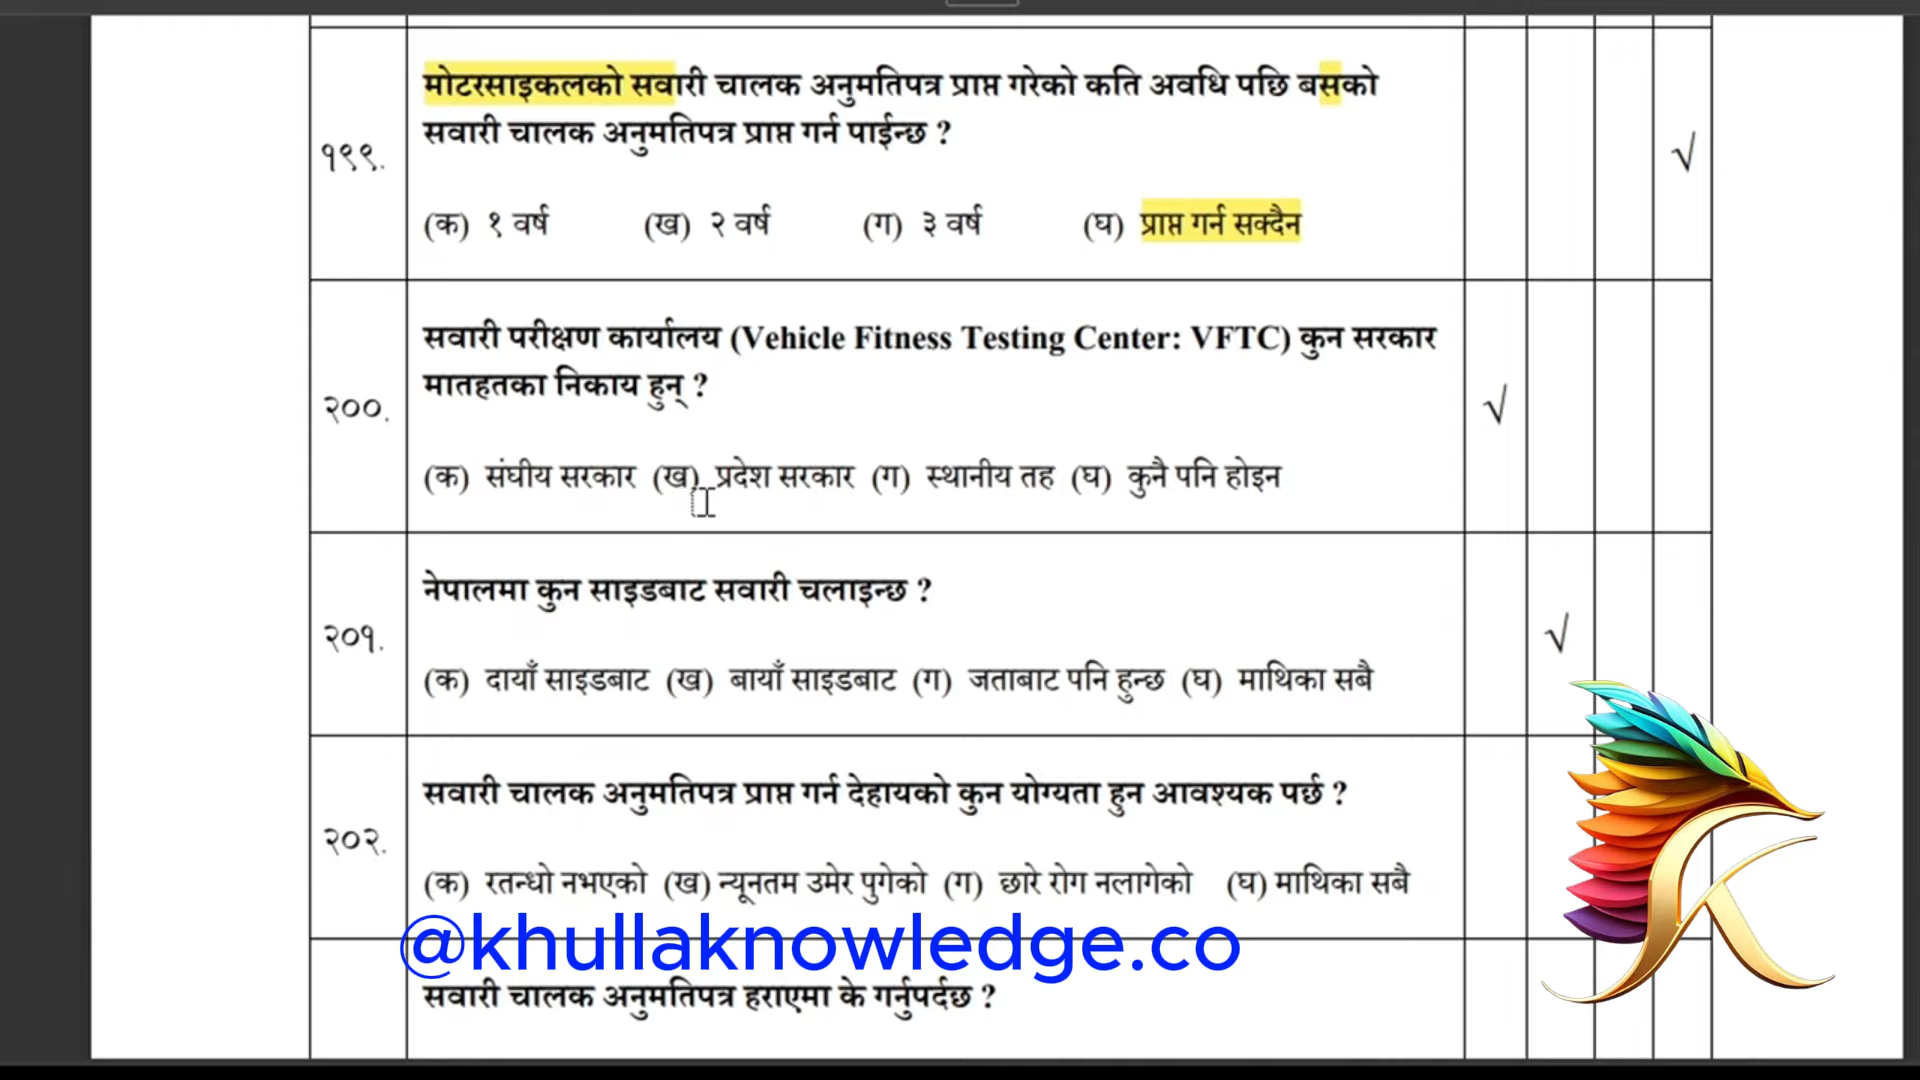 १९९.
मोटरसाइकलको सवारी चालक अनुमतिपत्र प्राप्त गरेको कति अवधि पछि बसको
सवारी चालक अनुमतिपत्र प्राप्त गर्न पाईन्छ ?
(क) १ वर्ष (ख) २ वर्ष (ग) ३ वर्ष (घ) प्राप्त गर्न सक्दैन
√
२००.
सवारी परीक्षण कार्यालय (Vehicle Fitness Testing Center: VFTC) कुन सरकार
मातहतका निकाय हुन् ?
(क) संघीय सरकार (ख) प्रदेश सरकार (ग) स्थानीय तह (घ) कुनै पनि होइन
√
२०१.
नेपालमा कुन साइडबाट सवारी चलाइन्छ ?
(क) दायाँ साइडबाट (ख) बायाँ साइडबाट (ग) जताबाट पनि हुन्छ (घ) माथिका सबै
√
२०२.
सवारी चालक अनुमतिपत्र प्राप्त गर्न देहायको कुन योग्यता हुन आवश्यक पर्छ ?
(क) रतन्धो नभएको (ख) न्यूनतम उमेर पुगेको (ग) छारे रोग नलागेको (घ) माथिका सबै
@khullaknowledge.co
सवारी चालक अनुमतिपत्र हराएमा के गर्नुपर्दछ ?
K